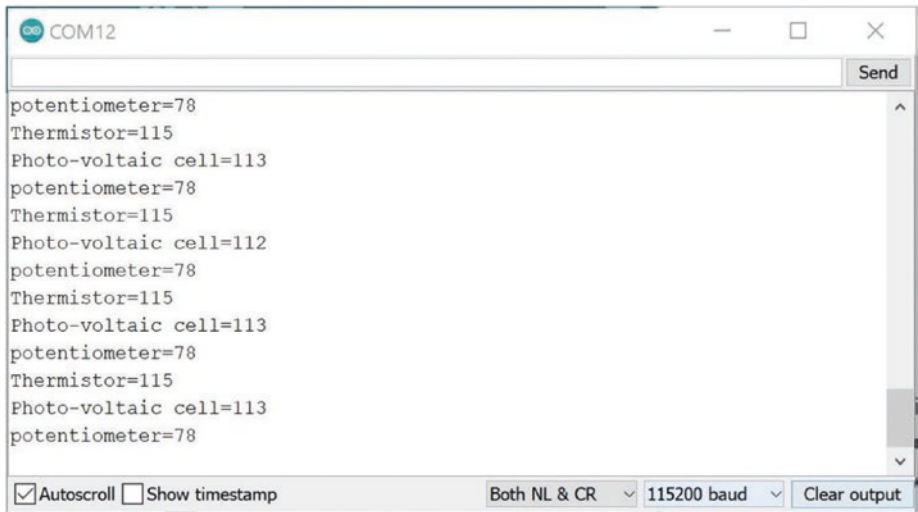 COM12
Send
potentiometer=78
Thermistor=115
Photo-voltaic cell=113
potentiometer=78
Thermistor=115
Photo-voltaic cell=112
potentiometer=78
Thermistor=115
Photo-voltaic cell=113
potentiometer=78
Thermistor=115
Photo-voltaic cell=113
potentiometer=78
Autoscroll Show timestamp Both NL & CR 115200 baud Clear output